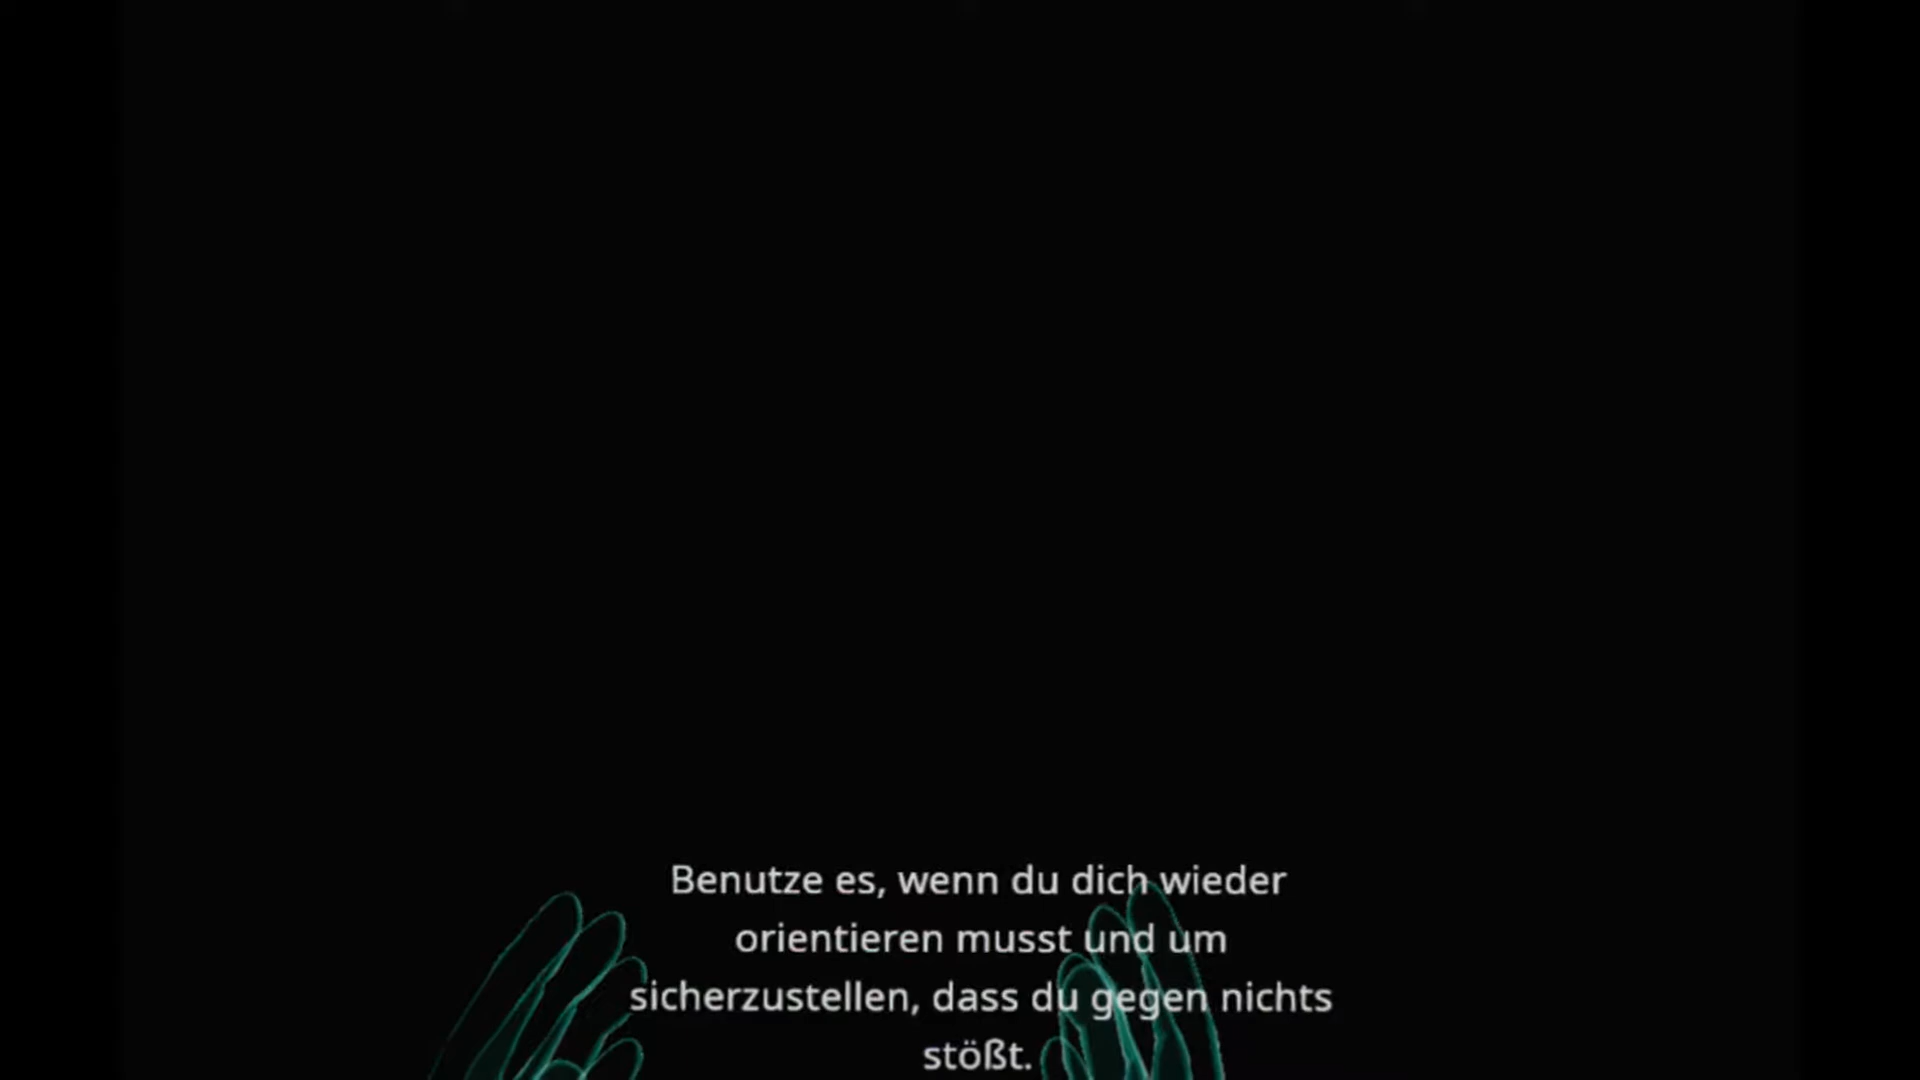 Benutze es, wenn du dich wieder
orientieren musst und um
sicherzustellen, dass du gegen nichts
stößt.